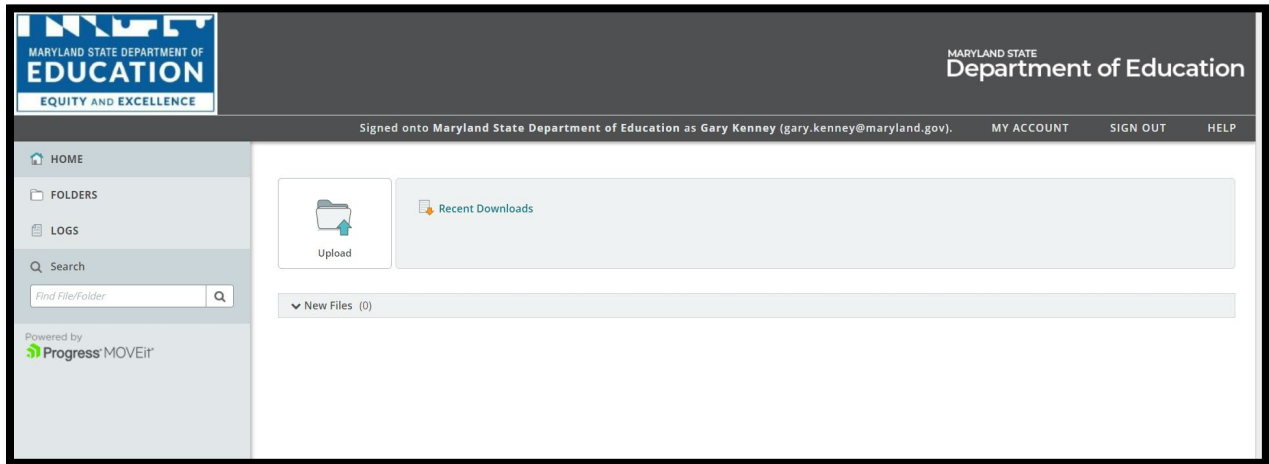 MARYLAND STATE DEPARTMENT OF
EDUCATION
EQUITY AND EXCELLENCE
MARYLAND STATE
Department of Education
Signed onto Maryland State Department of Education as Gary Kenney (gary.kenney@maryland.gov). MY ACCOUNT SIGN OUT HELP
HOME
FOLDERS
LOGS
Search
Find File/Folder
Powered by
Progress MOVEit
Upload
Recent Downloads
New Files (0)